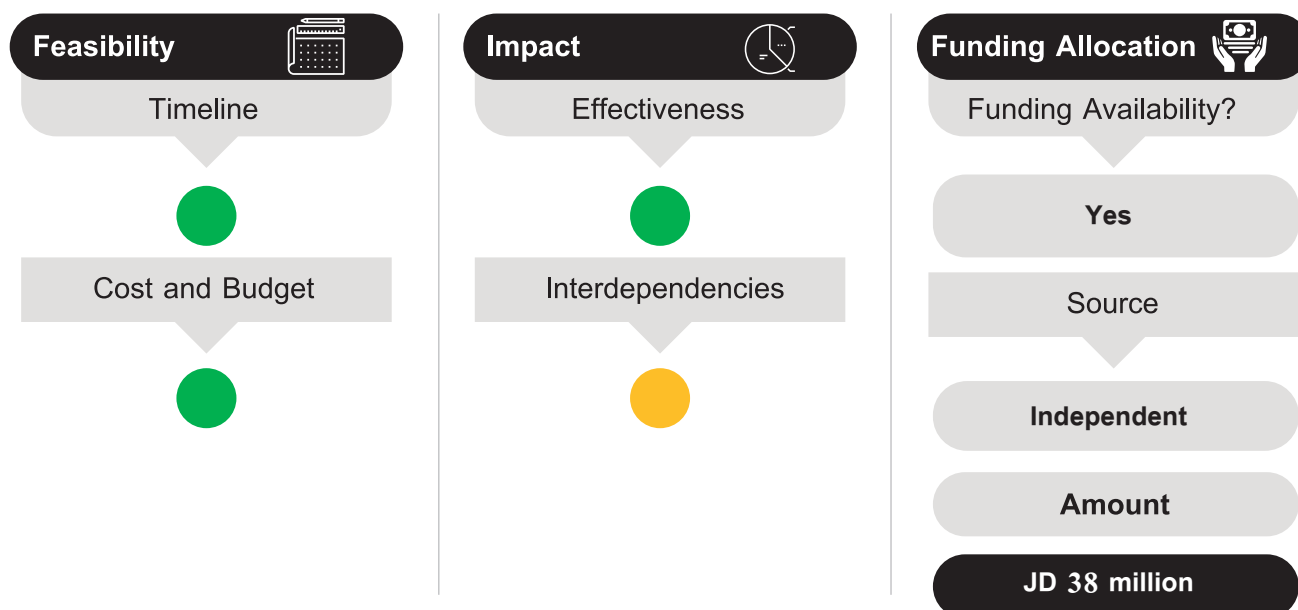 Feasibility
Timeline
Cost and Budget
Impact
Effectiveness
Interdependencies
Funding Allocation
Funding Availability?
Yes
Source
Independent
Amount
JD 38 million